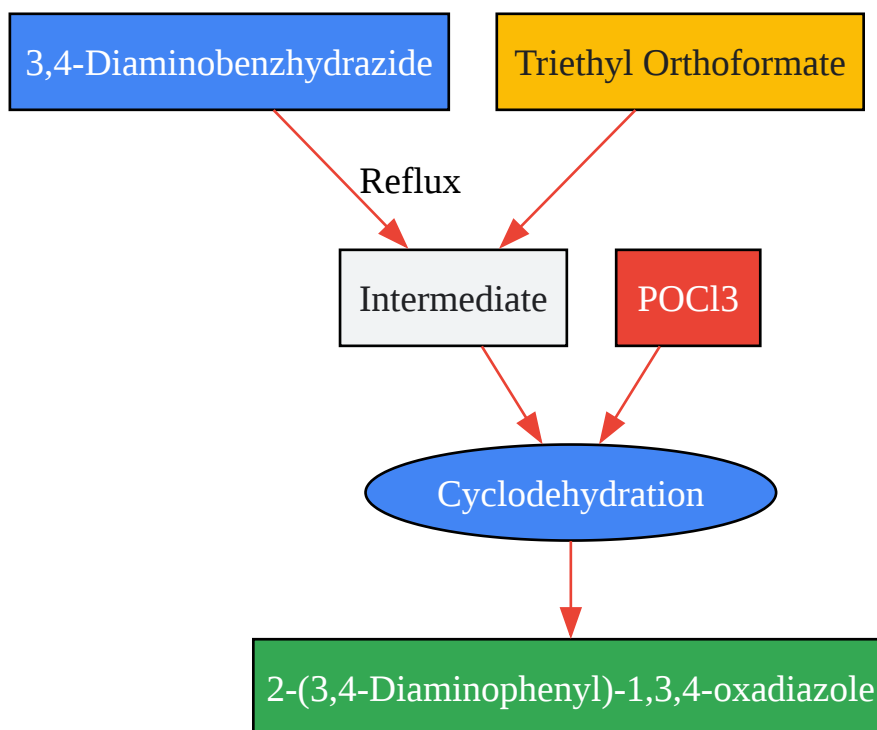 3,4-Diaminobenzhydrazide
Triethyl Orthoformate
Reflux
Intermediate
POCl3
Cyclodehydration
2-(3,4-Diaminophenyl)-1,3,4-oxadiazole